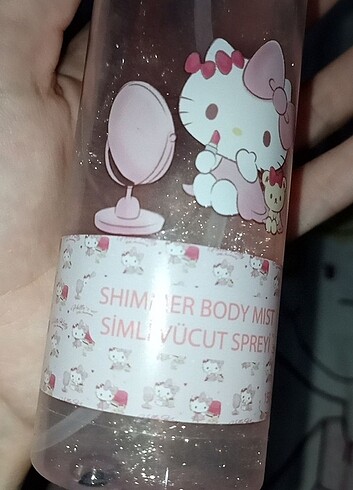 SHIMMER BODY MIST
SİMLİ VÜCUT SPREYİ